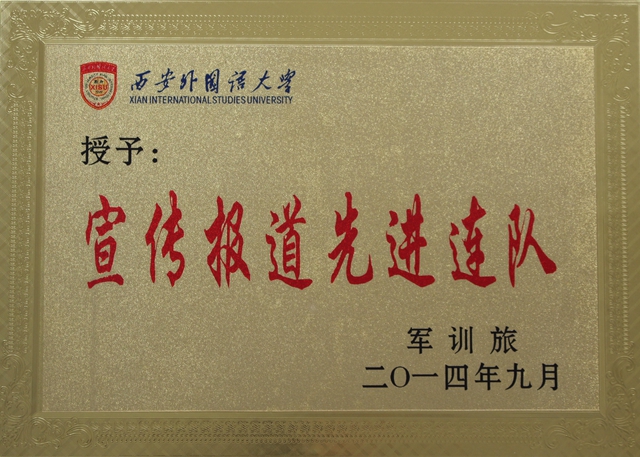 XISU
西安外国语大学
XIAN INTERNATIONAL STUDIES UNIVERSITY
授予：
宣传报道先进连队
军训旅
二〇一四年九月